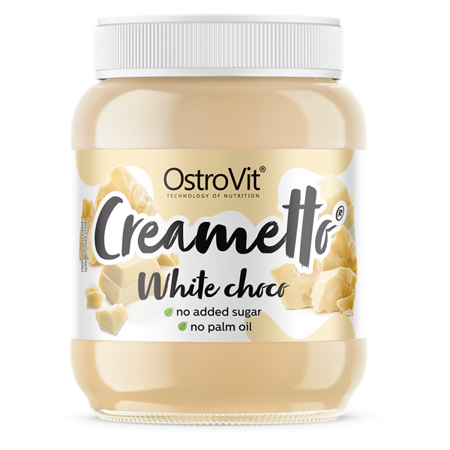 OstroVit®
TECHNOLOGY OF NUTRITION
Creametto®
White choco
no added sugar
no palm oil